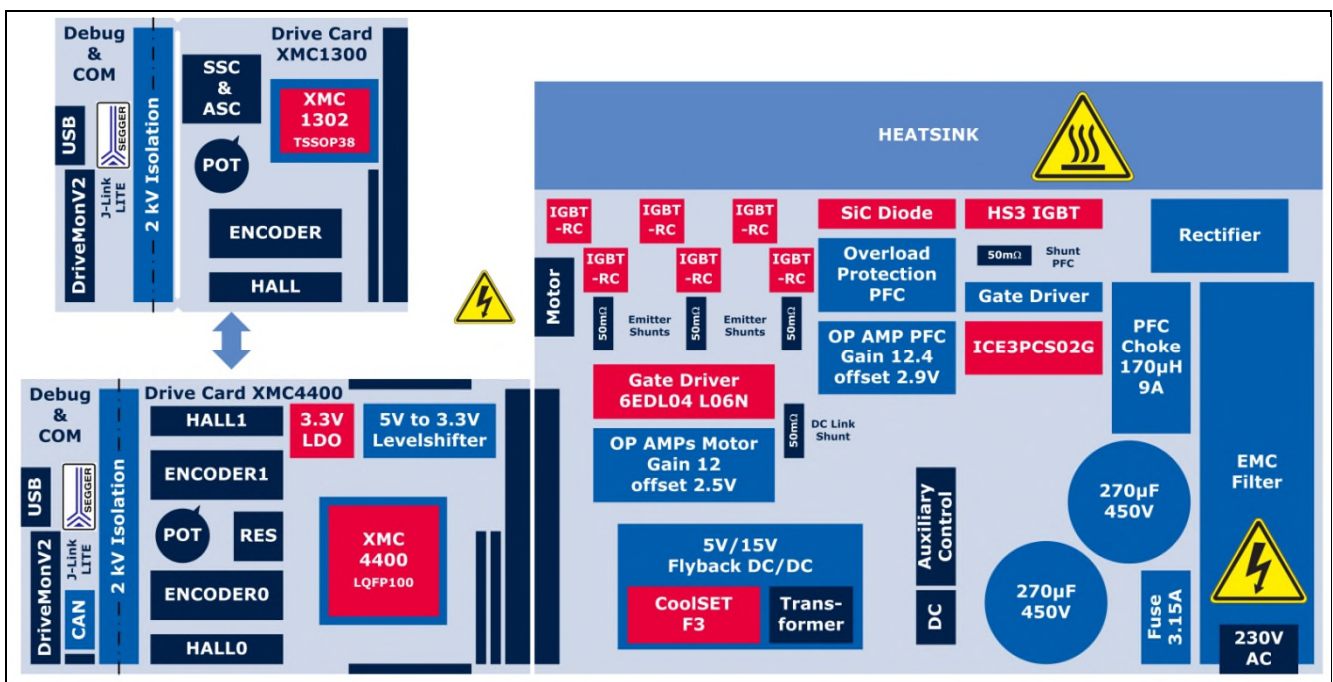 Debug
&
COM
USB
SEGGER
J-Link
LITE
DriveMonV2
2 kV Isolation
Drive Card
XMC1300
SSC
&
ASC
XMC
1302
TSSOP38
POT
ENCODER
HALL
Debug
&
COM
USB
SEGGER
J-Link
LITE
DriveMonV2
CAN
2 kV Isolation
Drive Card XMC4400
HALL1
3.3V
LDO
5V to 3.3V
Levelshifter
ENCODER1
POT
RES
XMC
4400
LQFP100
ENCODER0
HALL0
HEATSINK
IGBT
-RC
IGBT
-RC
IGBT
-RC
IGBT
-RC
IGBT
-RC
IGBT
-RC
Motor
50mΩ
Emitter
Shunts
50mΩ
Emitter
Shunts
50mΩ
SiC Diode
HS3 IGBT
Overload
Protection
PFC
50mΩ
Shunt
PFC
Rectifier
Gate Driver
OP AMP PFC
Gain 12.4
offset 2.9V
ICE3PCS02G
PFC
Choke
170µH
9A
Gate Driver
6EDL04 L06N
50mΩ
DC Link
Shunt
OP AMPs Motor
Gain 12
offset 2.5V
EMC
Filter
270µF
450V
Auxiliary
Control
5V/15V
Flyback DC/DC
CoolSET
F3
Trans-
former
DC
270µF
450V
Fuse
3.15A
230V
AC